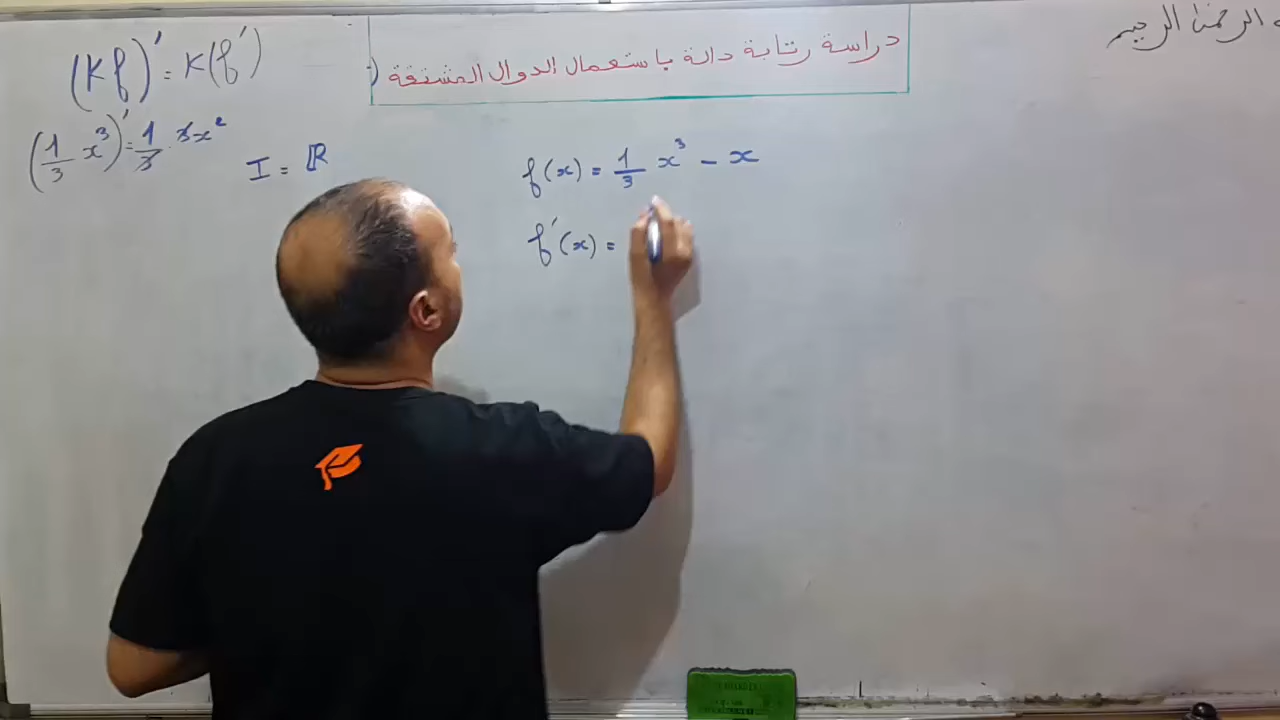 الرحمن الرحيم
دراسة رتابة دالة باستعمال الدوال المشتقة (
(Kf)' = K(f')
(1/3 x³)' = 1/3 · 3x²
I = ℝ
f(x) = 1/3 x³ - x
f'(x) =